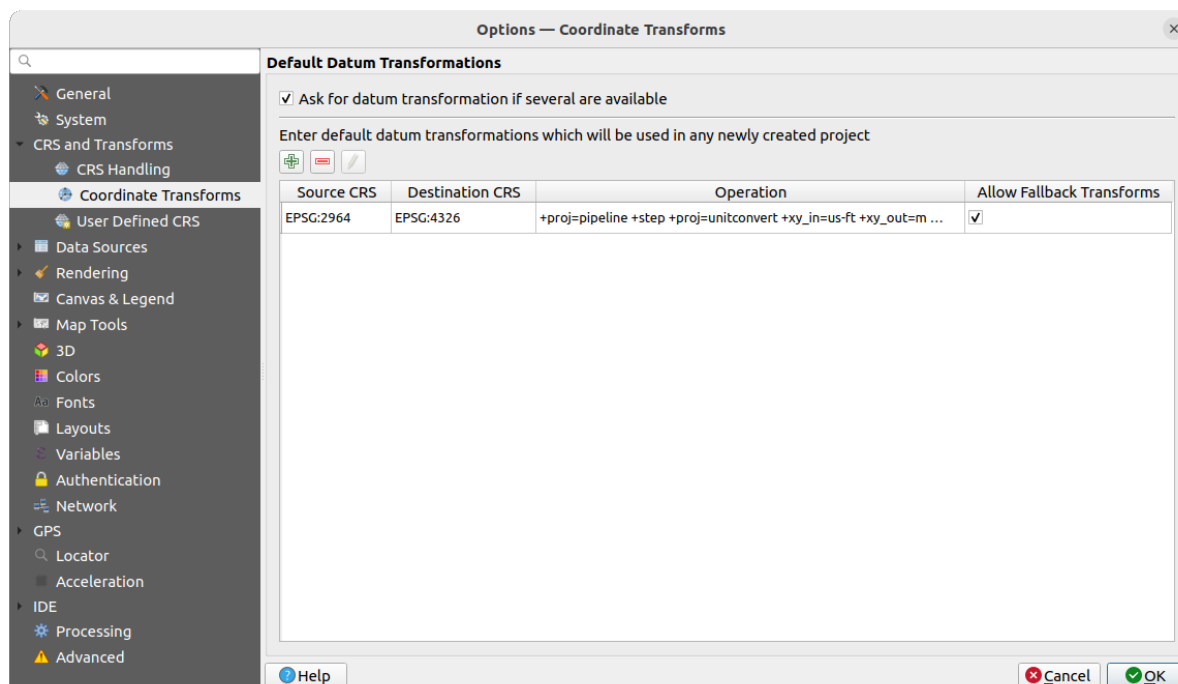 Options — Coordinate Transforms
General
System
CRS and Transforms
CRS Handling
Coordinate Transforms
User Defined CRS
Data Sources
Rendering
Canvas & Legend
Map Tools
3D
Colors
Fonts
Layouts
Variables
Authentication
Network
GPS
Locator
Acceleration
IDE
Processing
Advanced
Default Datum Transformations
Ask for datum transformation if several are available
Enter default datum transformations which will be used in any newly created project
Source CRS Destination CRS Operation Allow Fallback Transforms
EPSG:2964 EPSG:4326 +proj=pipeline +step +proj=unitconvert +xy_in=us-ft +xy_out=m ...
Help Cancel OK